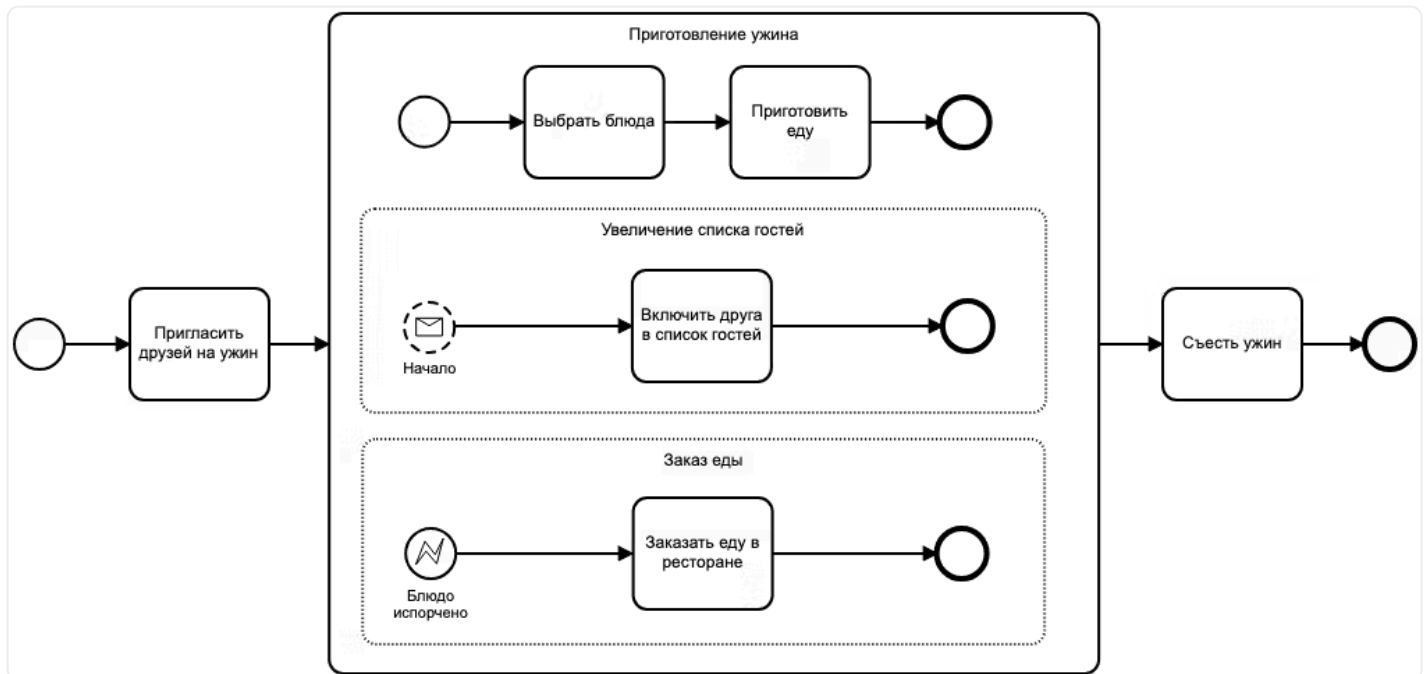 Приготовление ужина
Выбрать блюда
Приготовить
еду
Увеличение списка гостей
Пригласить
друзей на ужин
Начало
Включить друга
в список гостей
Съесть ужин
Заказ еды
Блюдо
испорчено
Заказать еду в
ресторане